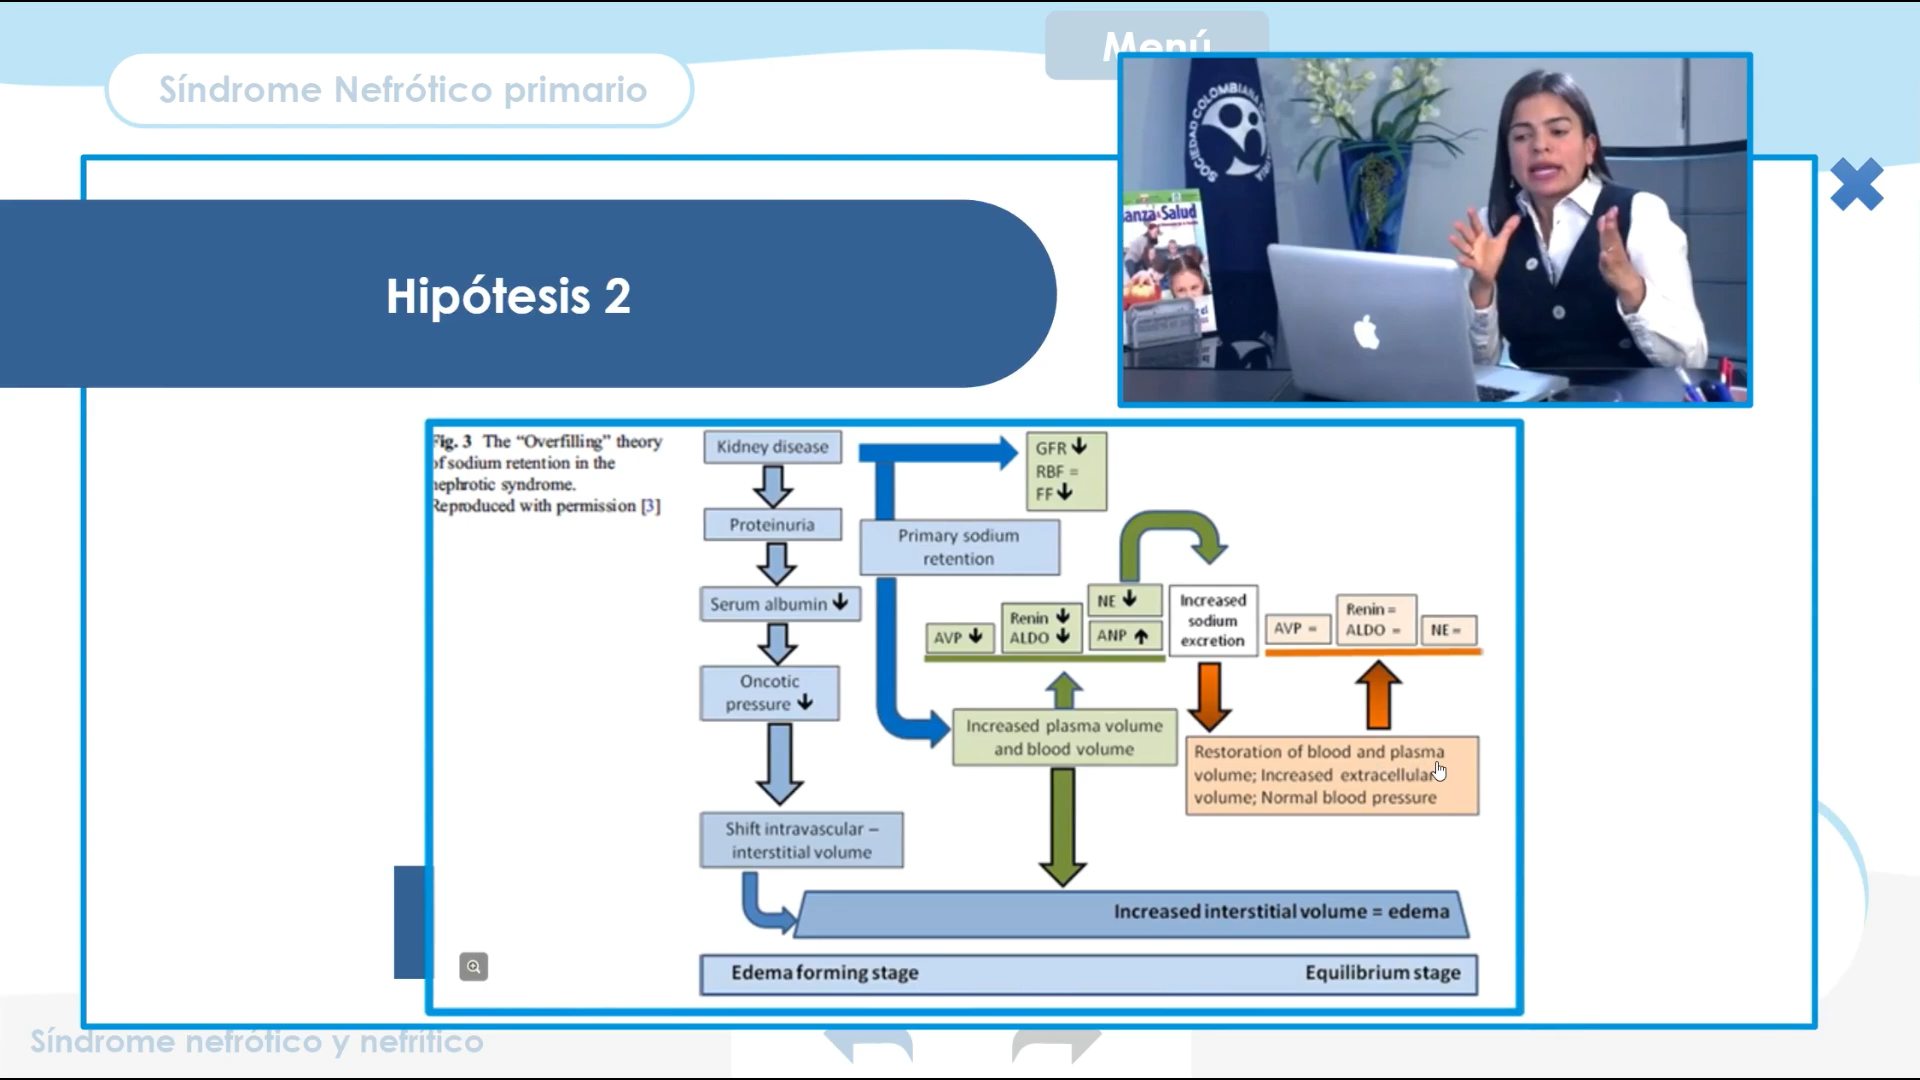 Menú
Síndrome Nefrótico primario
SOCIEDAD COLOMBIANA
anza&Salud
Hipótesis 2
Fig. 3 The “Overfilling” theory
of sodium retention in the
nephrotic syndrome.
Reproduced with permission [3]
Kidney disease
GFR ↓
RBF =
FF ↓
Proteinuria
Primary sodium
retention
Serum albumin ↓
AVP ↓
Renin ↓
ALDO ↓
NE ↓
ANP ↑
Increased
sodium
excretion
AVP =
Renin =
ALDO =
NE=
Oncotic
pressure ↓
Increased plasma volume
and blood volume
Restoration of blood and plasma
volume; Increased extracellular
volume; Normal blood pressure
Shift intravascular –
interstitial volume
Increased interstitial volume = edema
Edema forming stage
Equilibrium stage
Síndrome nefrótico y nefrítico